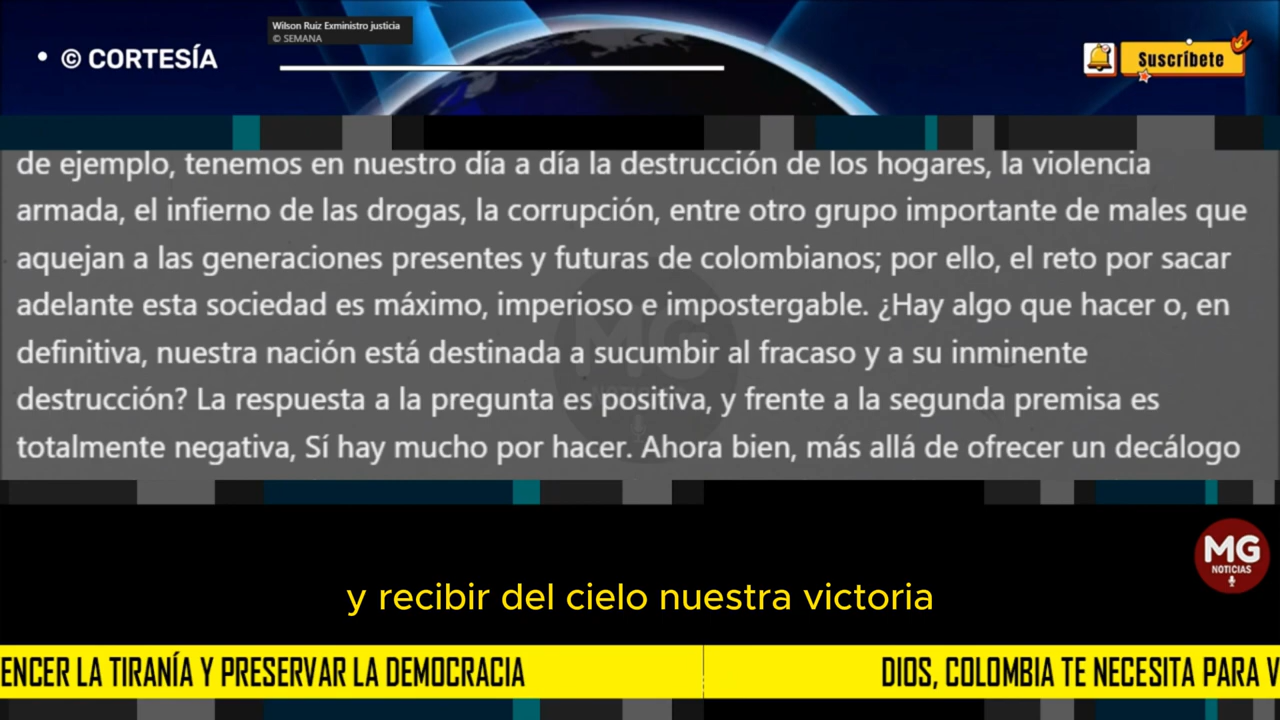 Wilson Ruiz Exministro justicia
© SEMANA
• © CORTESÍA
Suscríbete
de ejemplo, tenemos en nuestro día a día la destrucción de los hogares, la violencia
armada, el infierno de las drogas, la corrupción, entre otro grupo importante de males que
aquejan a las generaciones presentes y futuras de colombianos; por ello, el reto por sacar
adelante esta sociedad es máximo, imperioso e impostergable. ¿Hay algo que hacer o, en
definitiva, nuestra nación está destinada a sucumbir al fracaso y a su inminente
destrucción? La respuesta a la pregunta es positiva, y frente a la segunda premisa es
totalmente negativa, Sí hay mucho por hacer. Ahora bien, más allá de ofrecer un decálogo
MG
NOTICIAS
y recibir del cielo nuestra victoria
ENCER LA TIRANÍA Y PRESERVAR LA DEMOCRACIA
DIOS, COLOMBIA TE NECESITA PARA V